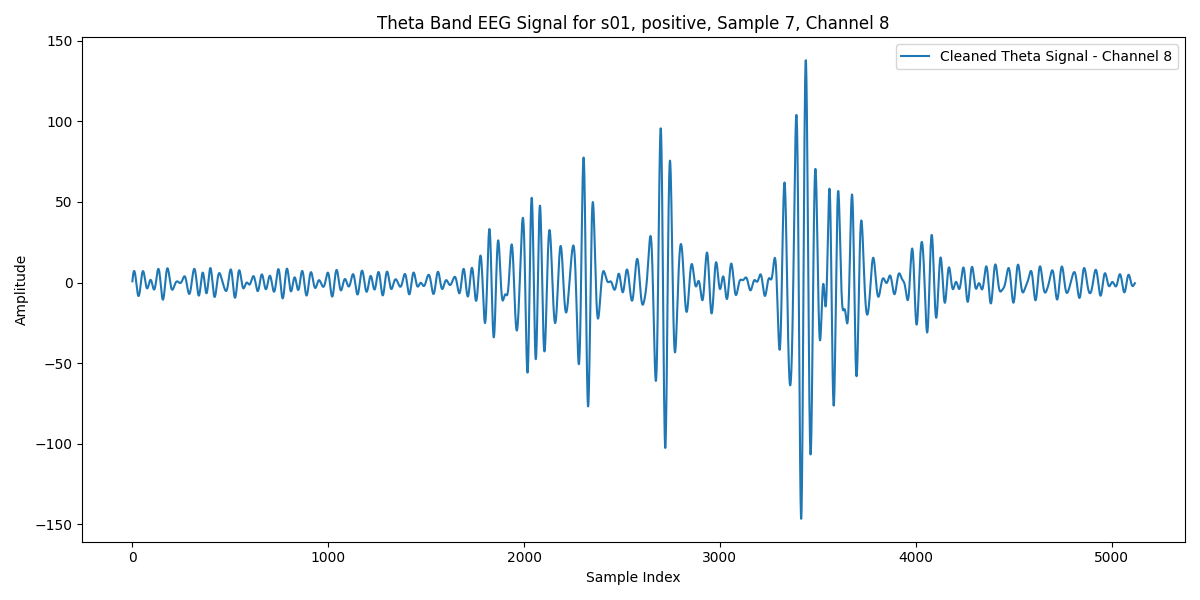 Theta Band EEG Signal for s01, positive, Sample 7, Channel 8
Cleaned Theta Signal - Channel 8
150
100
50
0
−50
−100
−150
Amplitude
0 1000 2000 3000 4000 5000
Sample Index